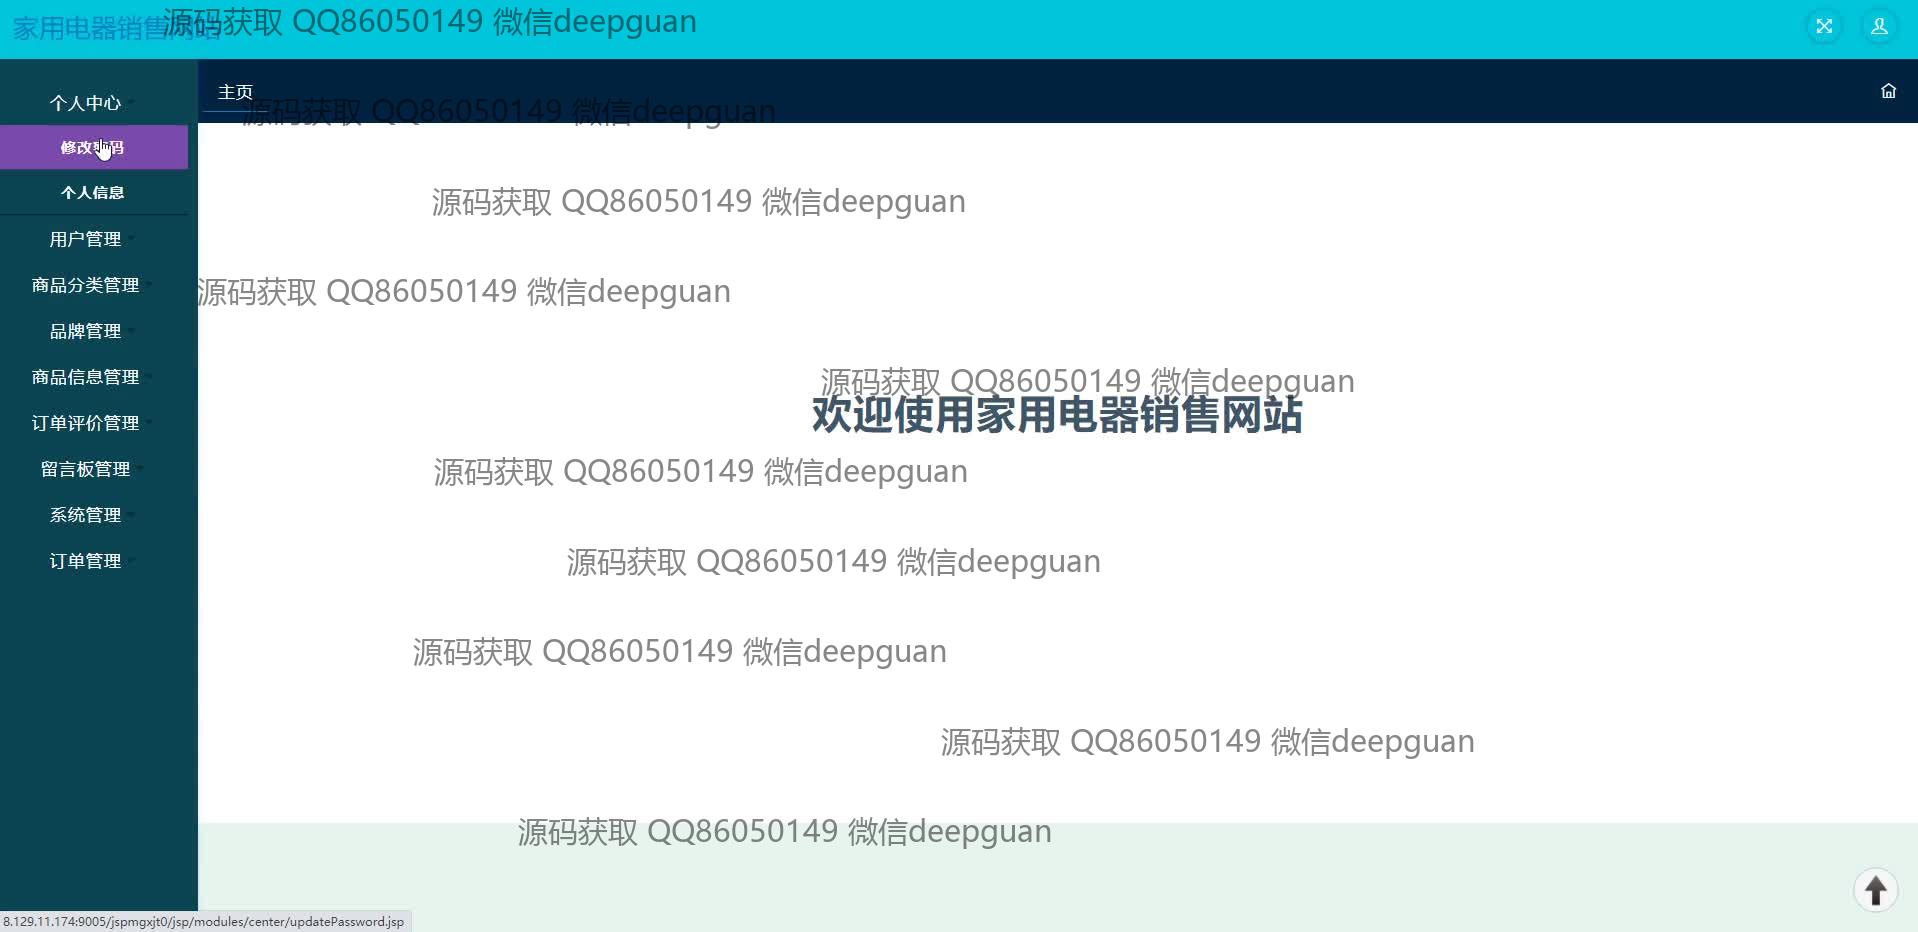 家用电器销售网站
源码获取 QQ86050149 微信deepguan
个人中心
主页
源码获取 QQ86050149 微信deepguan
修改密码
个人信息
源码获取 QQ86050149 微信deepguan
用户管理
商品分类管理
源码获取 QQ86050149 微信deepguan
品牌管理
商品信息管理
源码获取 QQ86050149 微信deepguan
欢迎使用家用电器销售网站
订单评价管理
留言板管理
源码获取 QQ86050149 微信deepguan
系统管理
订单管理
源码获取 QQ86050149 微信deepguan
源码获取 QQ86050149 微信deepguan
源码获取 QQ86050149 微信deepguan
源码获取 QQ86050149 微信deepguan
8.129.11.174:9005/jspmgxjt0/jsp/modules/center/updatePassword.jsp